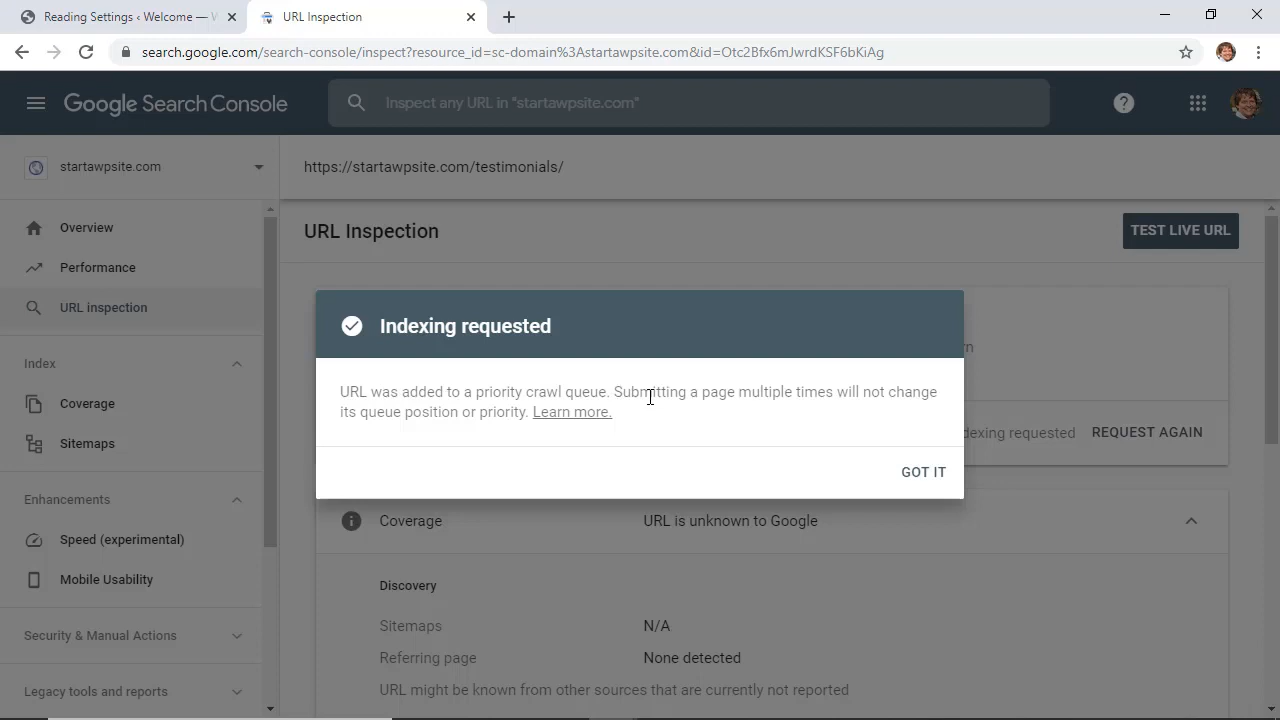 Reading Settings ‹ Welcome —
URL Inspection
search.google.com/search-console/inspect?resource_id=sc-domain%3Astartawpsite.com&id=Otc2Bfx6mJwrdKSF6bKiAg
Google Search Console
Inspect any URL in "startawpsite.com"
startawpsite.com
https://startawpsite.com/testimonials/
Overview
Performance
URL inspection
Index
Coverage
Sitemaps
Enhancements
Speed (experimental)
Mobile Usability
Security & Manual Actions
Legacy tools and reports
URL Inspection
TEST LIVE URL
Indexing requested
URL was added to a priority crawl queue. Submitting a page multiple times will not change
its queue position or priority. Learn more.
GOT IT
dexing requested
REQUEST AGAIN
Coverage
URL is unknown to Google
Discovery
Sitemaps
N/A
Referring page
None detected
URL might be known from other sources that are currently not reported